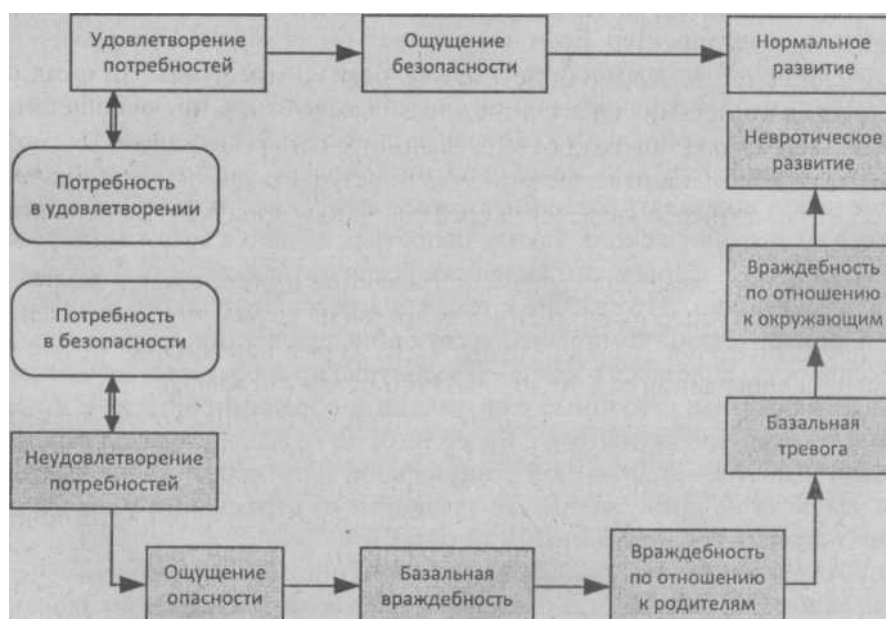 Удовлетворение
потребностей
Ощущение
безопасности
Нормальное
развитие
Невротическое
развитие
Потребность
в удовлетворении
Потребность
в безопасности
Враждебность
по отношению
к окружающим
Базальная
тревога
Неудовлетворение
потребностей
Ощущение
опасности
Базальная
враждебность
Враждебность
по отношению
к родителям